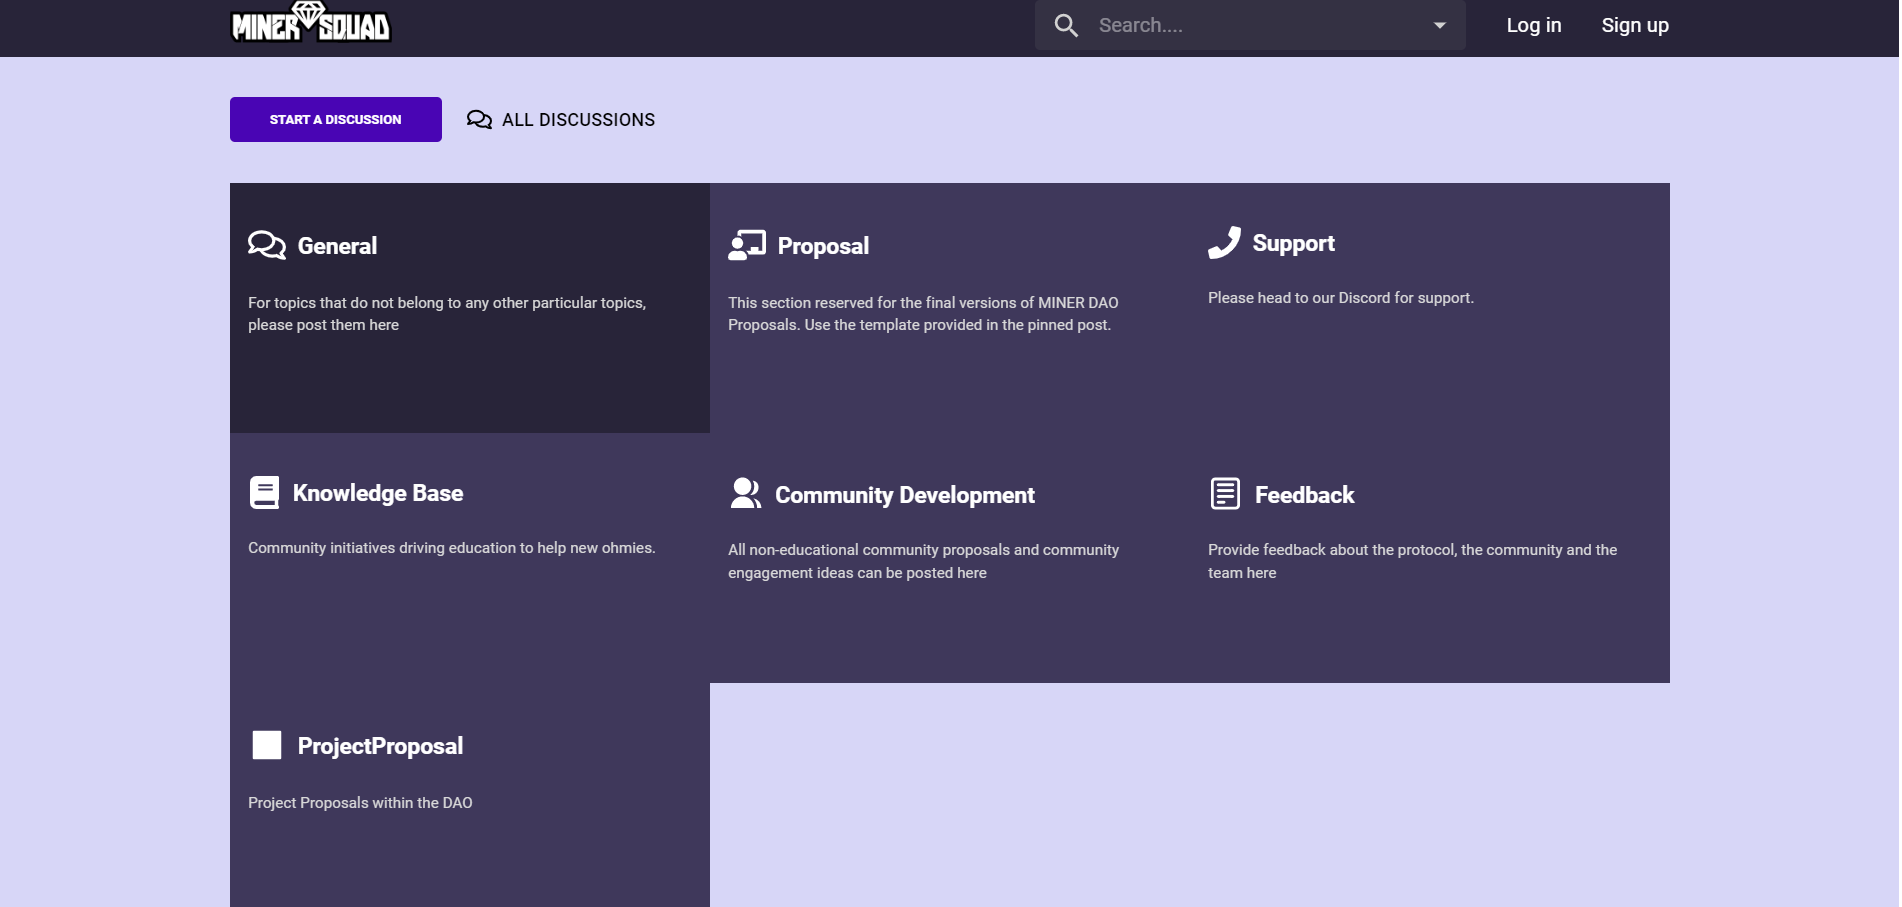 MINER SQUAD
Search....
Log in
Sign up
START A DISCUSSION
ALL DISCUSSIONS
General
For topics that do not belong to any other particular topics,
please post them here
Proposal
This section reserved for the final versions of MINER DAO
Proposals. Use the template provided in the pinned post.
Support
Please head to our Discord for support.
Knowledge Base
Community initiatives driving education to help new ohmies.
Community Development
All non-educational community proposals and community
engagement ideas can be posted here
Feedback
Provide feedback about the protocol, the community and the
team here
ProjectProposal
Project Proposals within the DAO